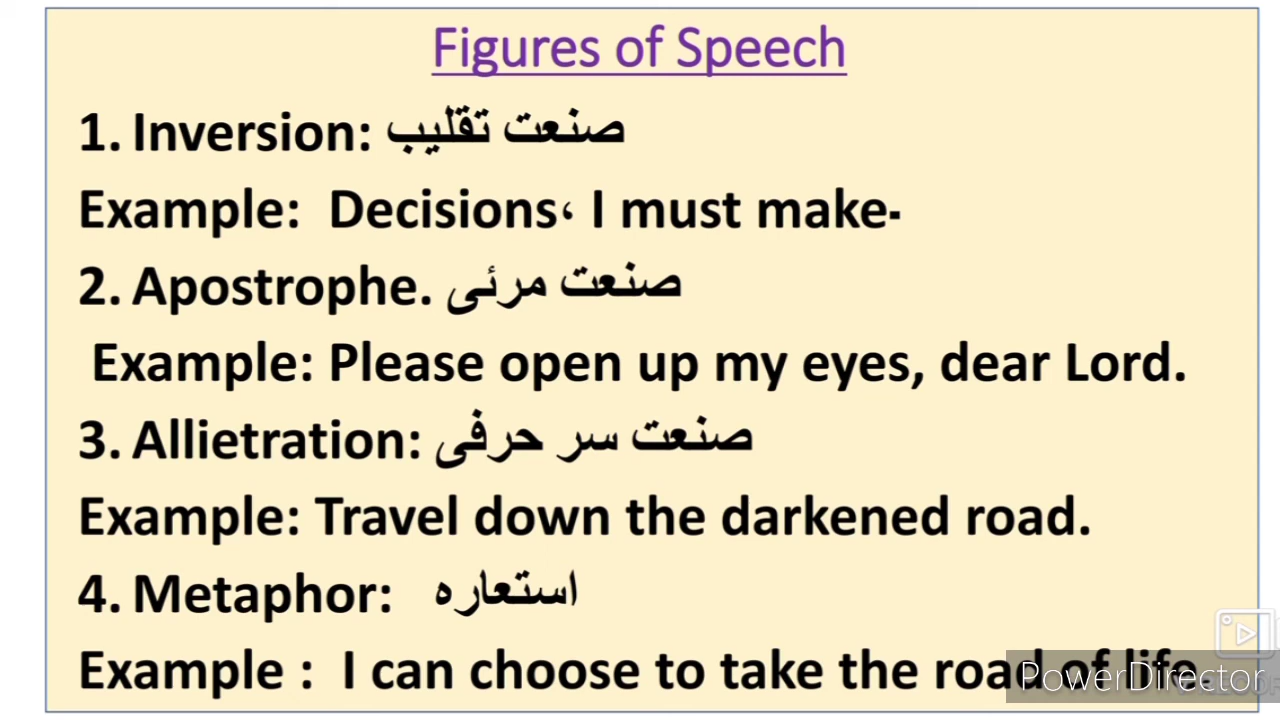 Figures of Speech
1. Inversion: صنعت تقلیب
Example: Decisions، I must make-
2. Apostrophe. صنعت مرئی
Example: Please open up my eyes, dear Lord.
3. Allietration: صنعت سر حرفی
Example: Travel down the darkened road.
4. Metaphor: استعارہ
Example : I can choose to take the road of life.
PowerDirector